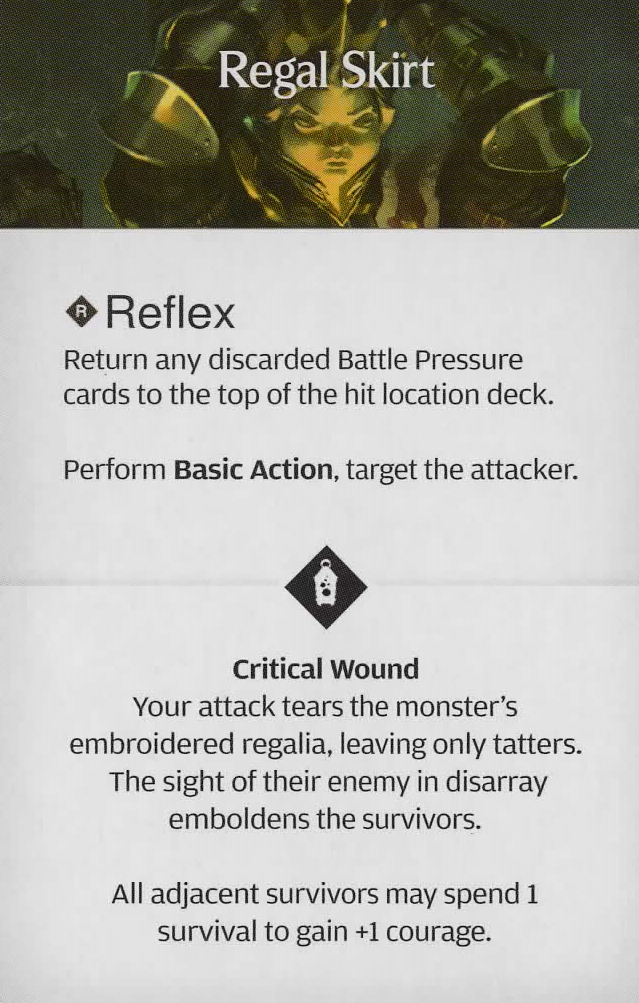 Regal Skirt
R Reflex
Return any discarded Battle Pressure
cards to the top of the hit location deck.
Perform Basic Action, target the attacker.
Critical Wound
Your attack tears the monster's
embroidered regalia, leaving only tatters.
The sight of their enemy in disarray
emboldens the survivors.
All adjacent survivors may spend 1
survival to gain +1 courage.